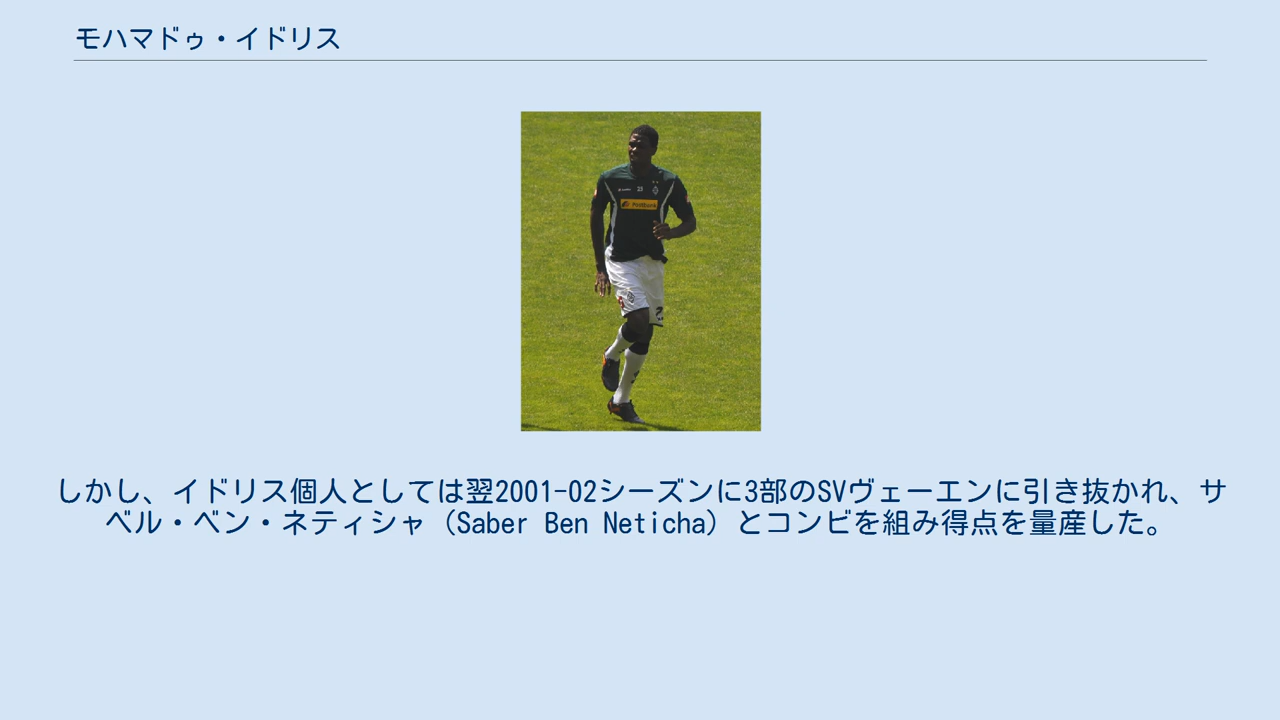 モハマドゥ・イドリス
23
Postbank
しかし、イドリス個人としては翌2001-02シーズンに3部のSVヴェーエンに引き抜かれ、サ
ベル・ベン・ネティシャ（Saber Ben Neticha）とコンビを組み得点を量産した。